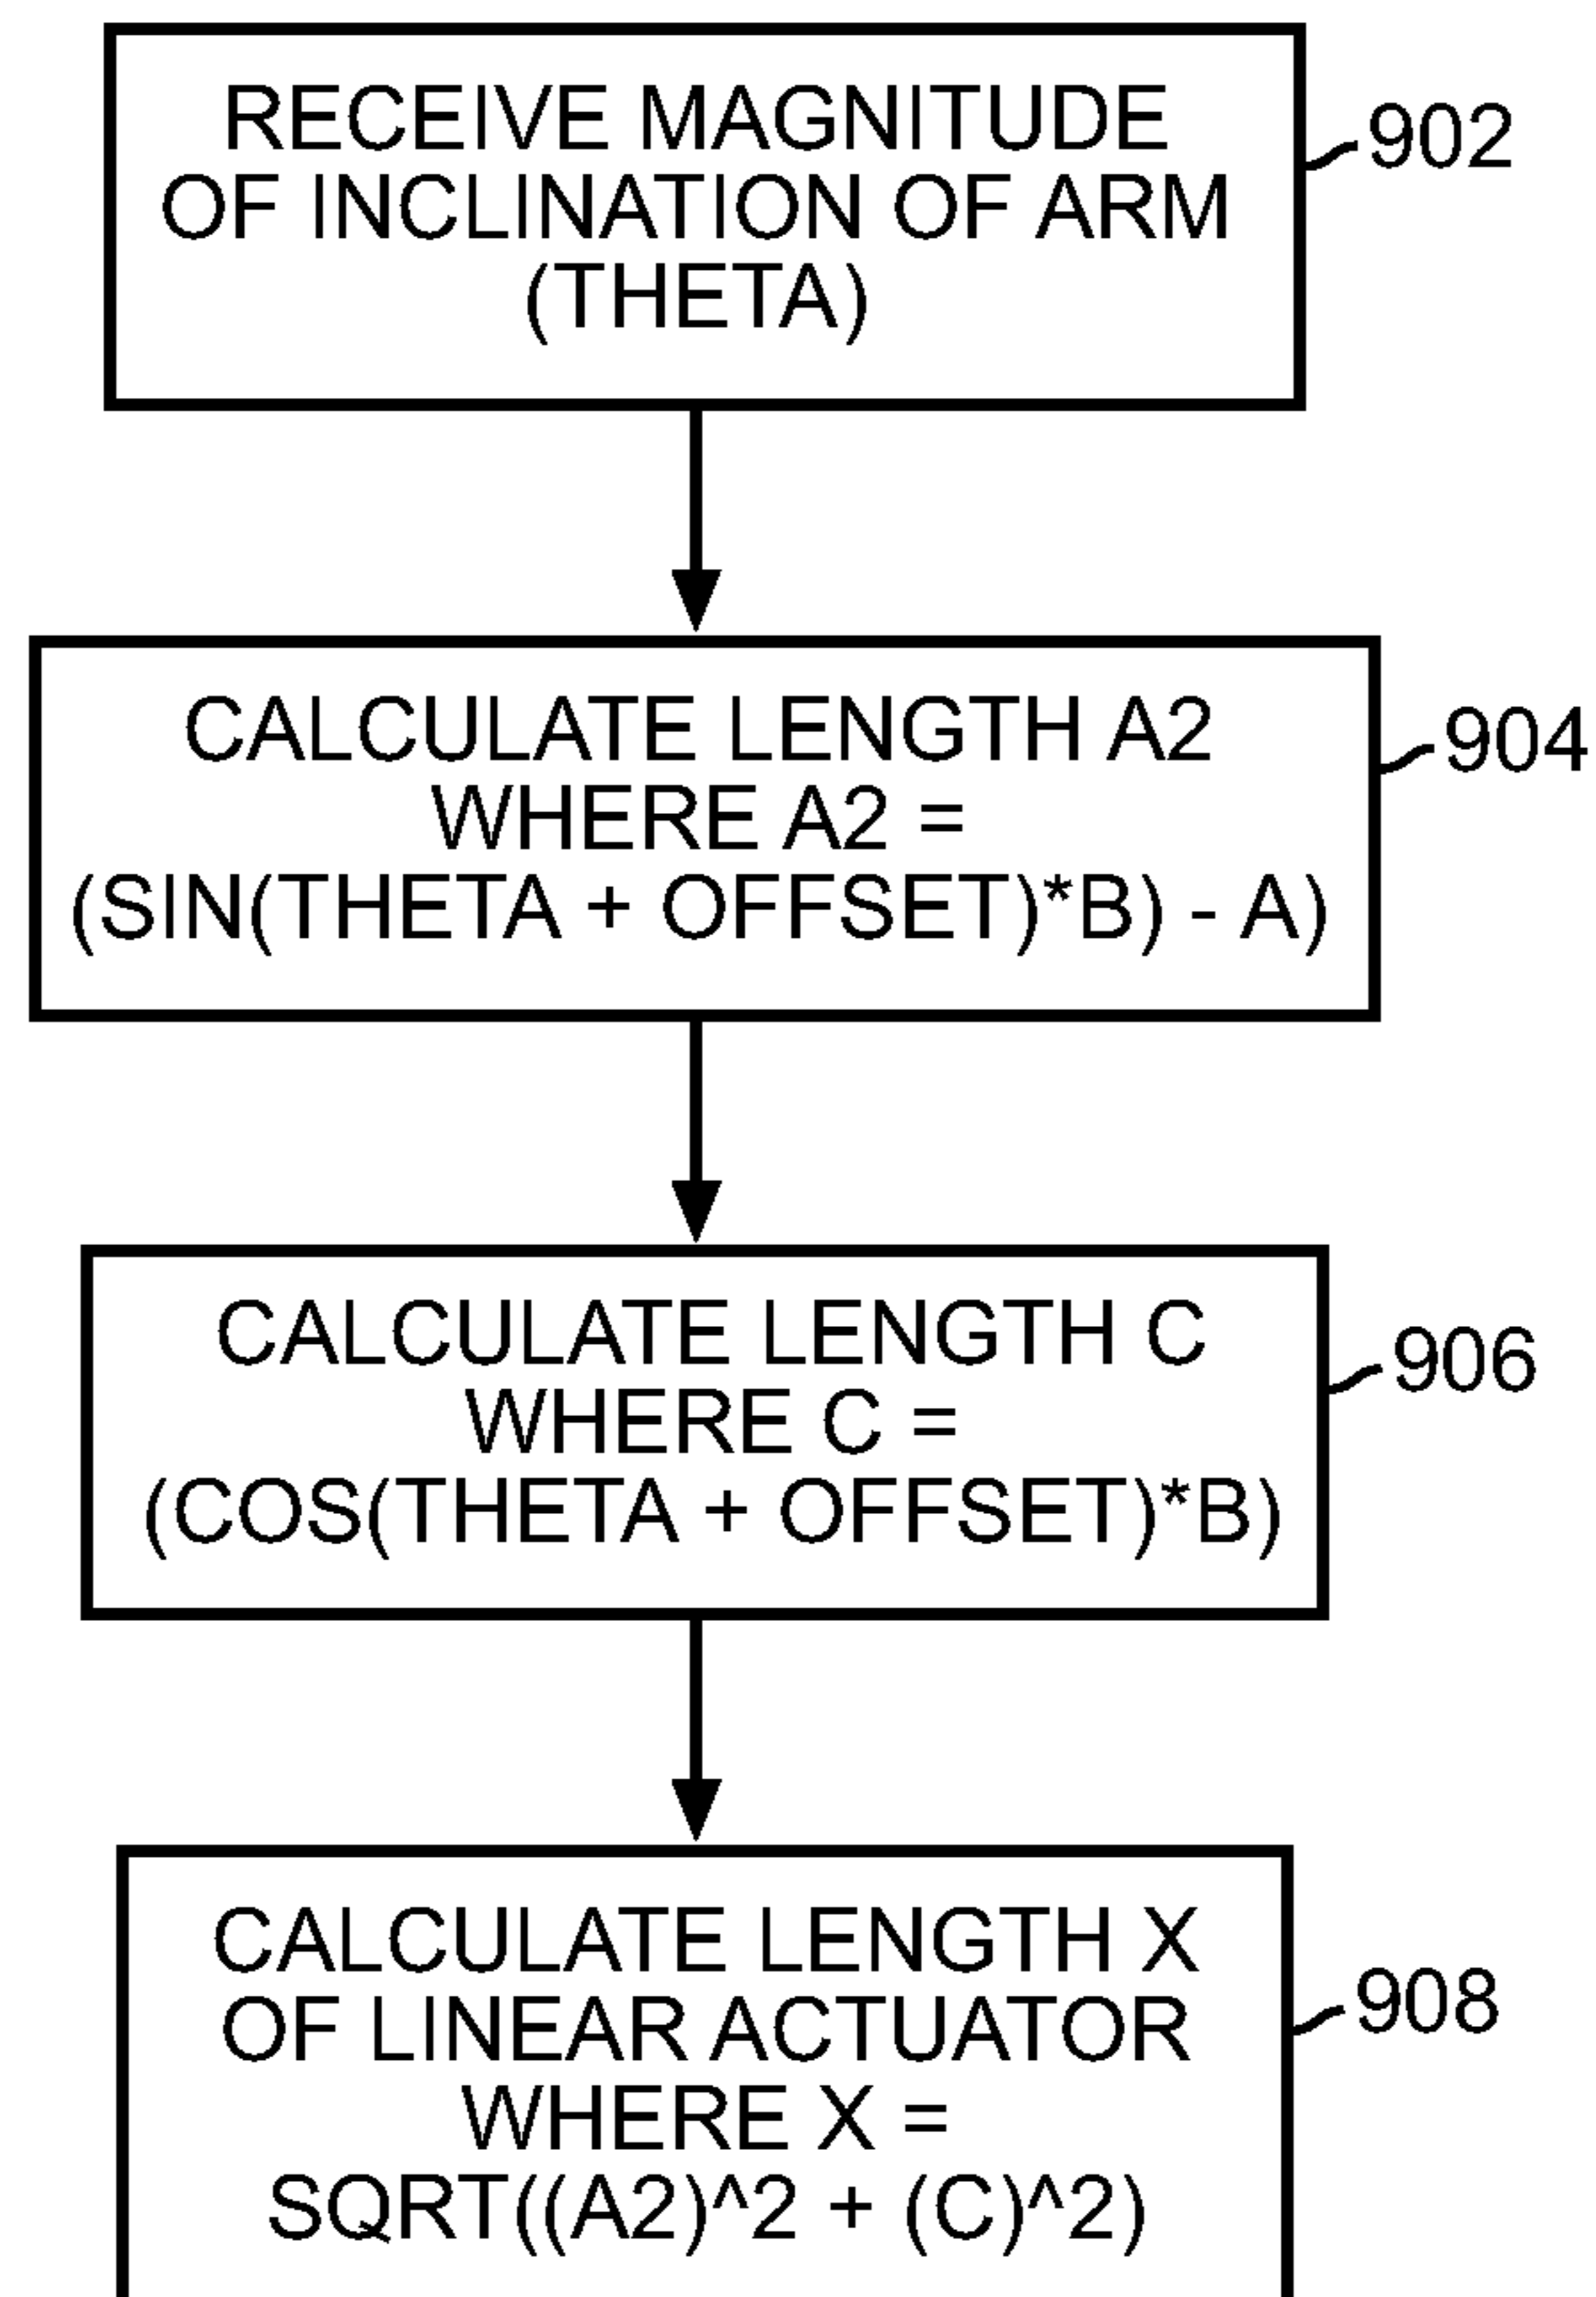 RECEIVE MAGNITUDE
OF INCLINATION OF ARM
(THETA)
902
CALCULATE LENGTH A2
WHERE A2 =
(SIN(THETA + OFFSET)*B) - A)
904
CALCULATE LENGTH C
WHERE C =
(COS(THETA + OFFSET)*B)
906
CALCULATE LENGTH X
OF LINEAR ACTUATOR
WHERE X =
SQRT((A2)^2 + (C)^2)
908